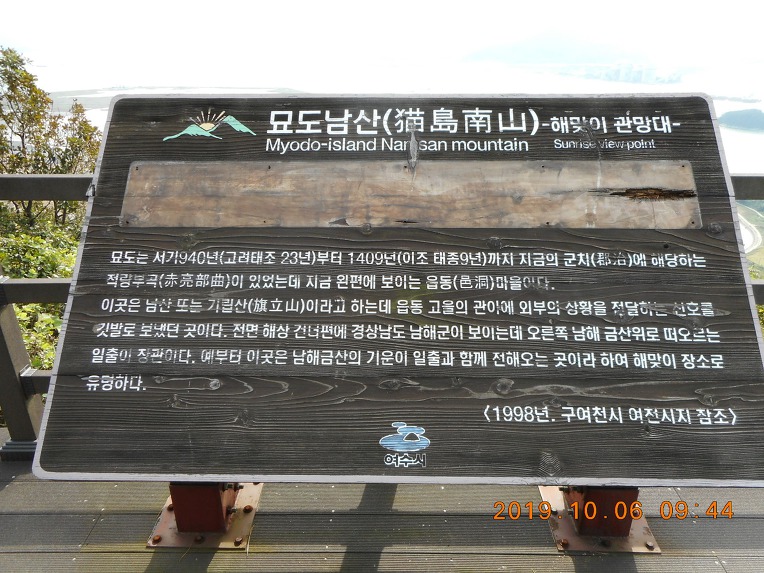 묘도남산(猫島南山)-해맞이 관망대-
Myodo-island Namsan mountain Sunrise view point
묘도는 서기940년(고려태조 23년)부터 1409년(이조 태종9년)까지 지금의 군치(郡治)에 해당하는
적량부곡(赤亮部曲)이 있었는데 지금 왼편에 보이는 읍동(邑洞)마을이다.
이곳은 남산 또는 기립산(旗立山)이라고 하는데 읍동 고을의 관아에 외부의 상황을 전달하는 신호를
깃발로 보냈던 곳이다. 전면 해상 건너편에 경상남도 남해군이 보이는데 오른쪽 남해 금산위로 떠오르는
일출이 장관이다. 예부터 이곳은 남해금산의 기운이 일출과 함께 전해오는 곳이라 하여 해맞이 장소로
유명하다.
<1998년. 구여천시 여천시지 참조>
여수시
2019.10.06 09:44